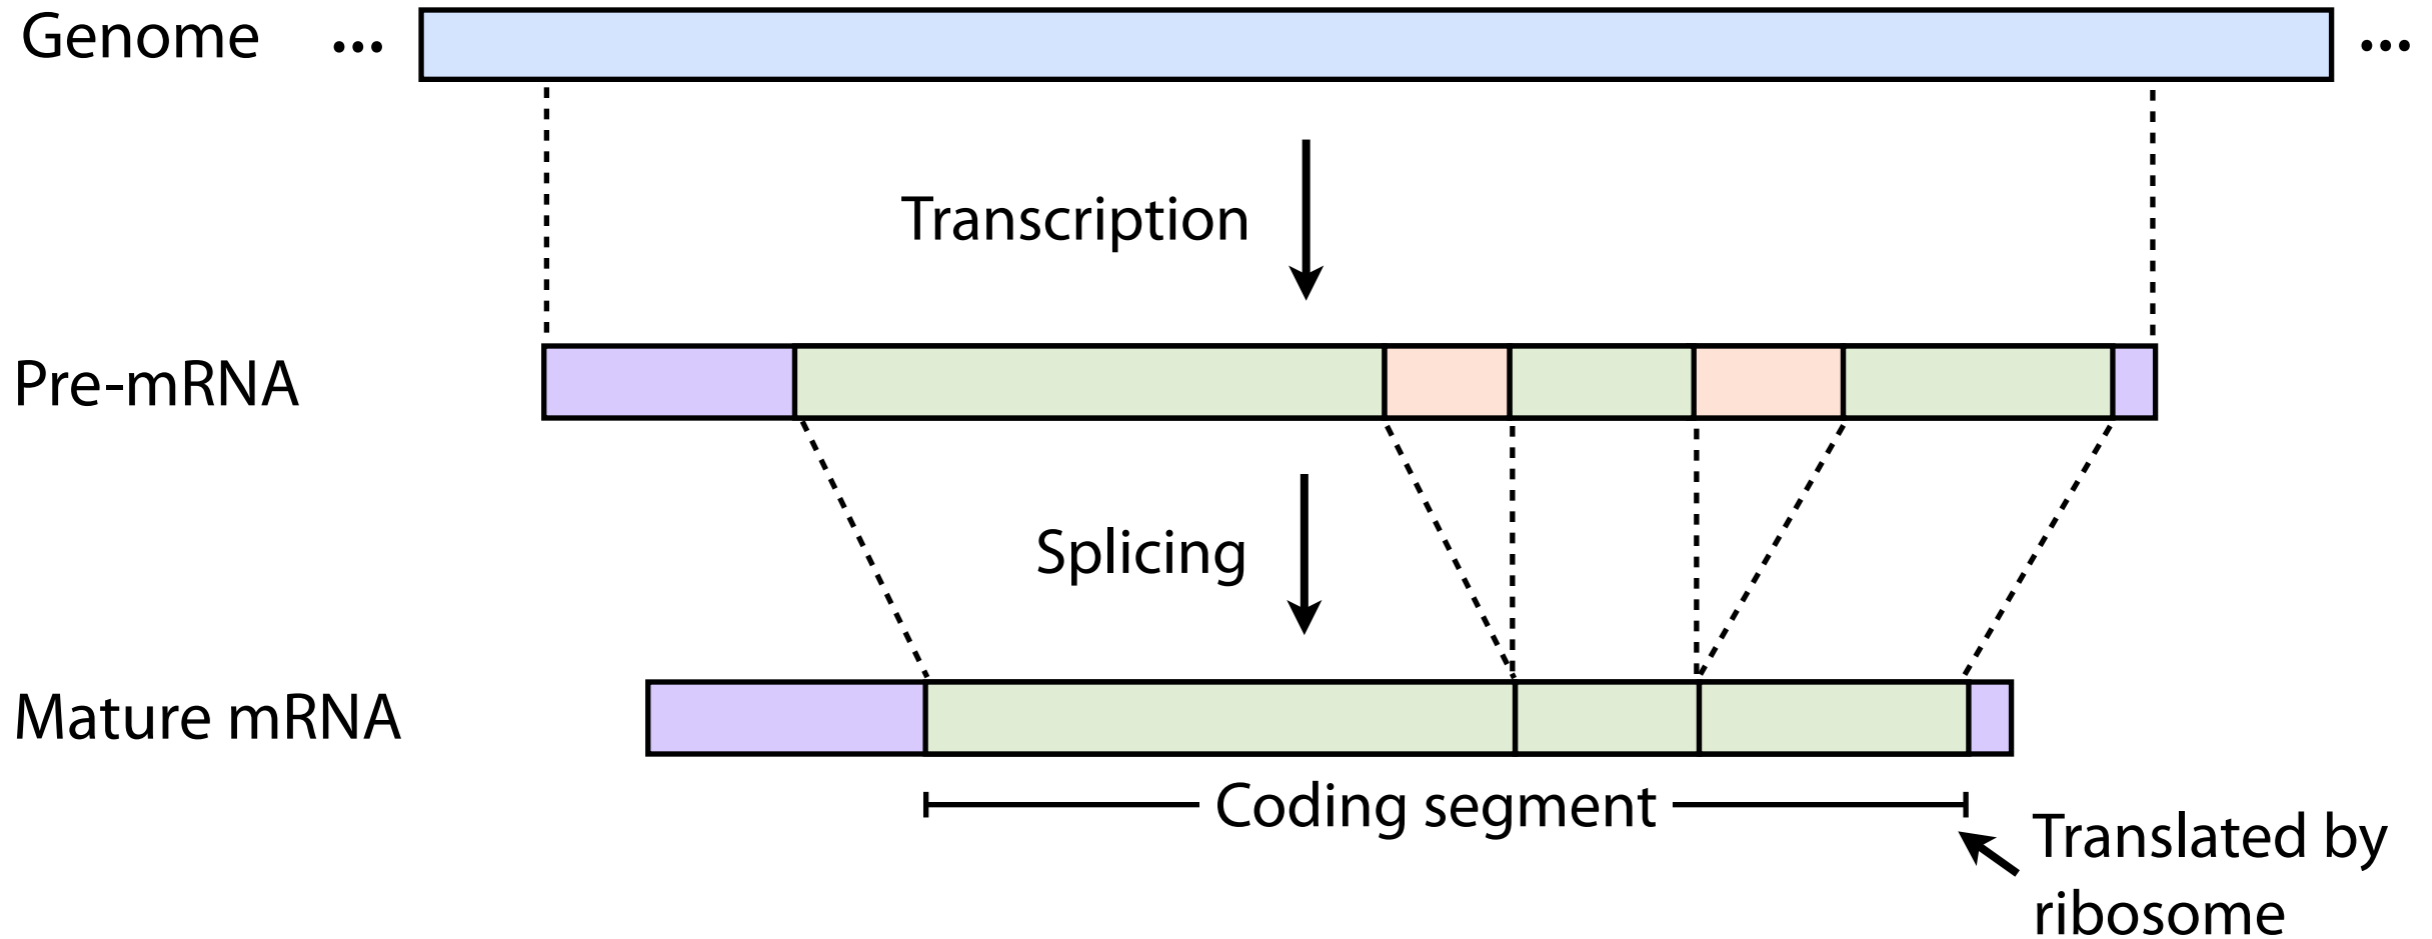 Genome ... ...
Transcription
Pre-mRNA
Splicing
Mature mRNA
Coding segment
Translated by
ribosome